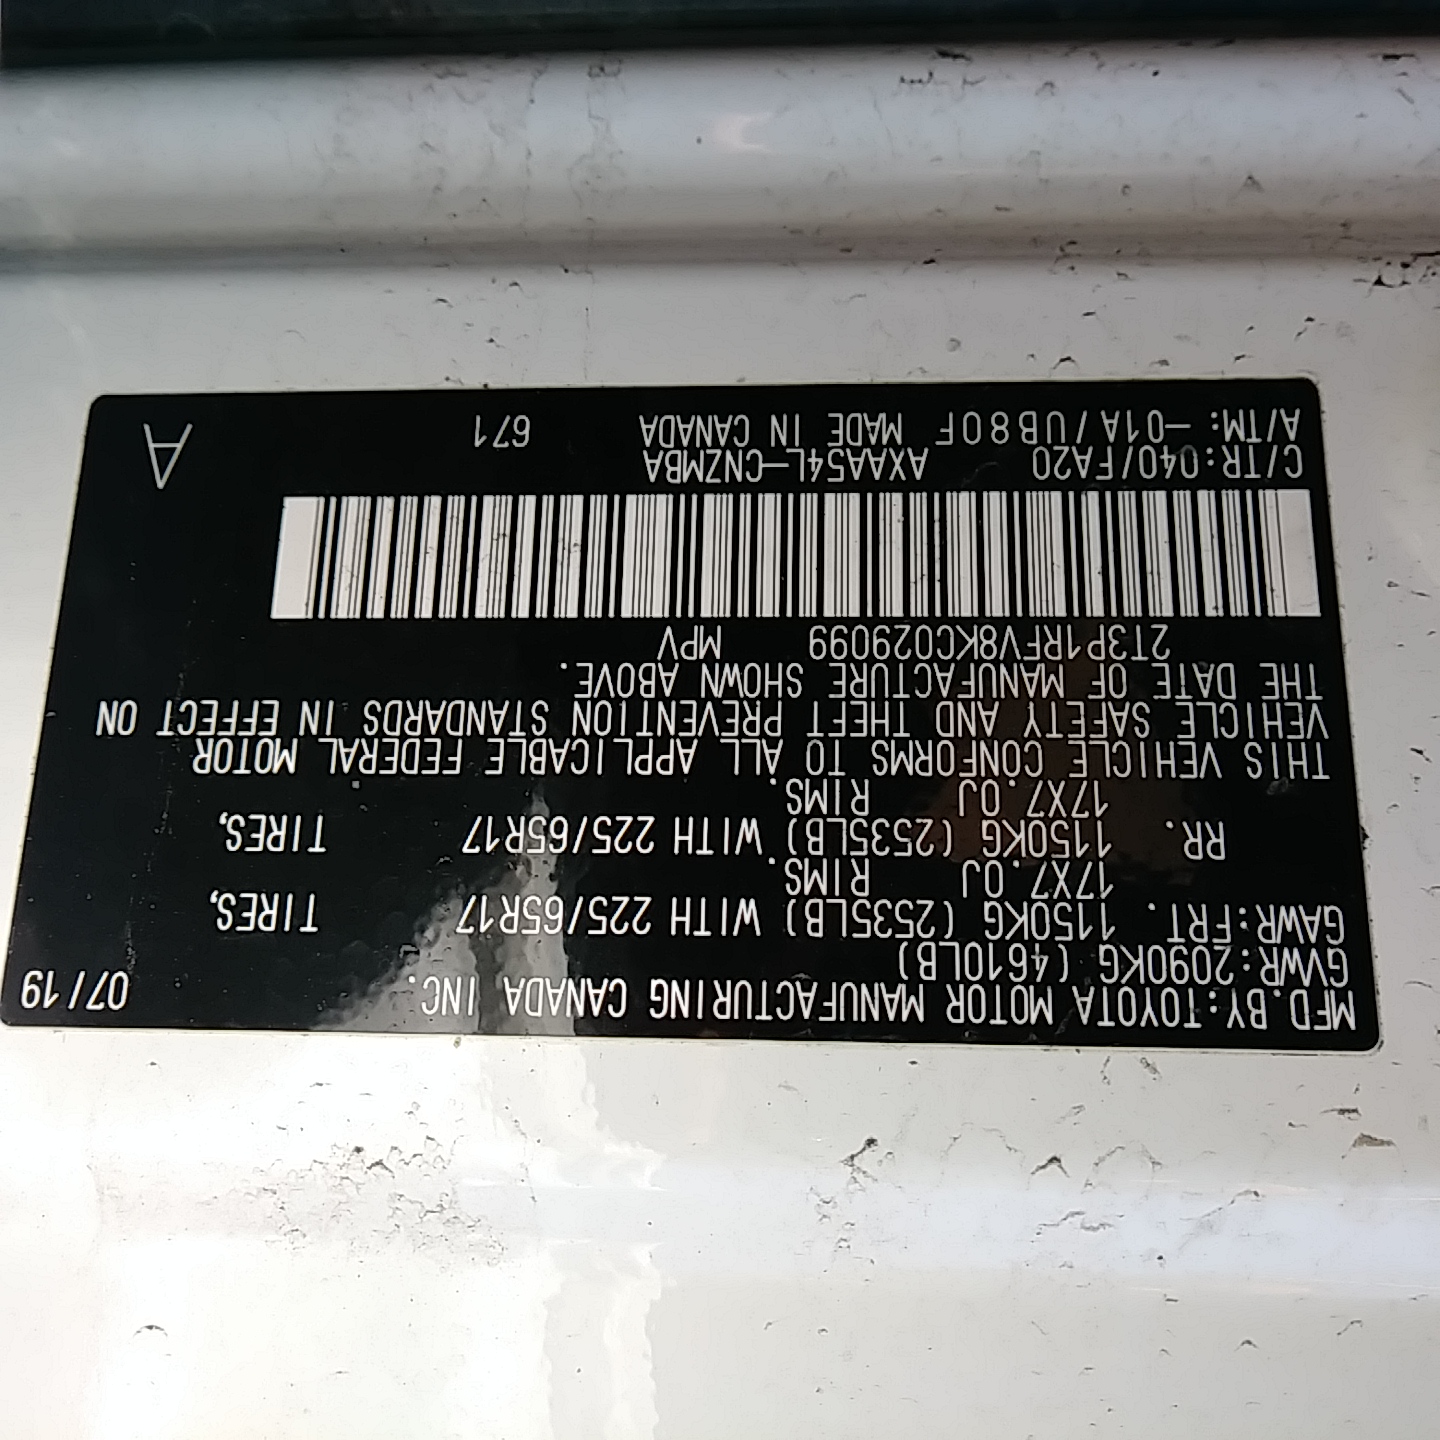 MFD.BY:TOYOTA MOTOR MANUFACTURING CANADA INC. 07/19
GVWR:2090KG (4610LB)
GAWR:FRT. 1150KG (2535LB) WITH 225/65R17 TIRES,
17X7.0J RIMS.
RR. 1150KG (2535LB) WITH 225/65R17 TIRES,
17X7.0J RIMS.
THIS VEHICLE CONFORMS TO ALL APPLICABLE FEDERAL MOTOR
VEHICLE SAFETY AND THEFT PREVENTION STANDARDS IN EFFECT ON
THE DATE OF MANUFACTURE SHOWN ABOVE.
2T3P1RFV8KC029099 MPV
C/TR:040/FA20 AXAA54L-CNZMBA A
A/TM: -01A/UB80F MADE IN CANADA 671